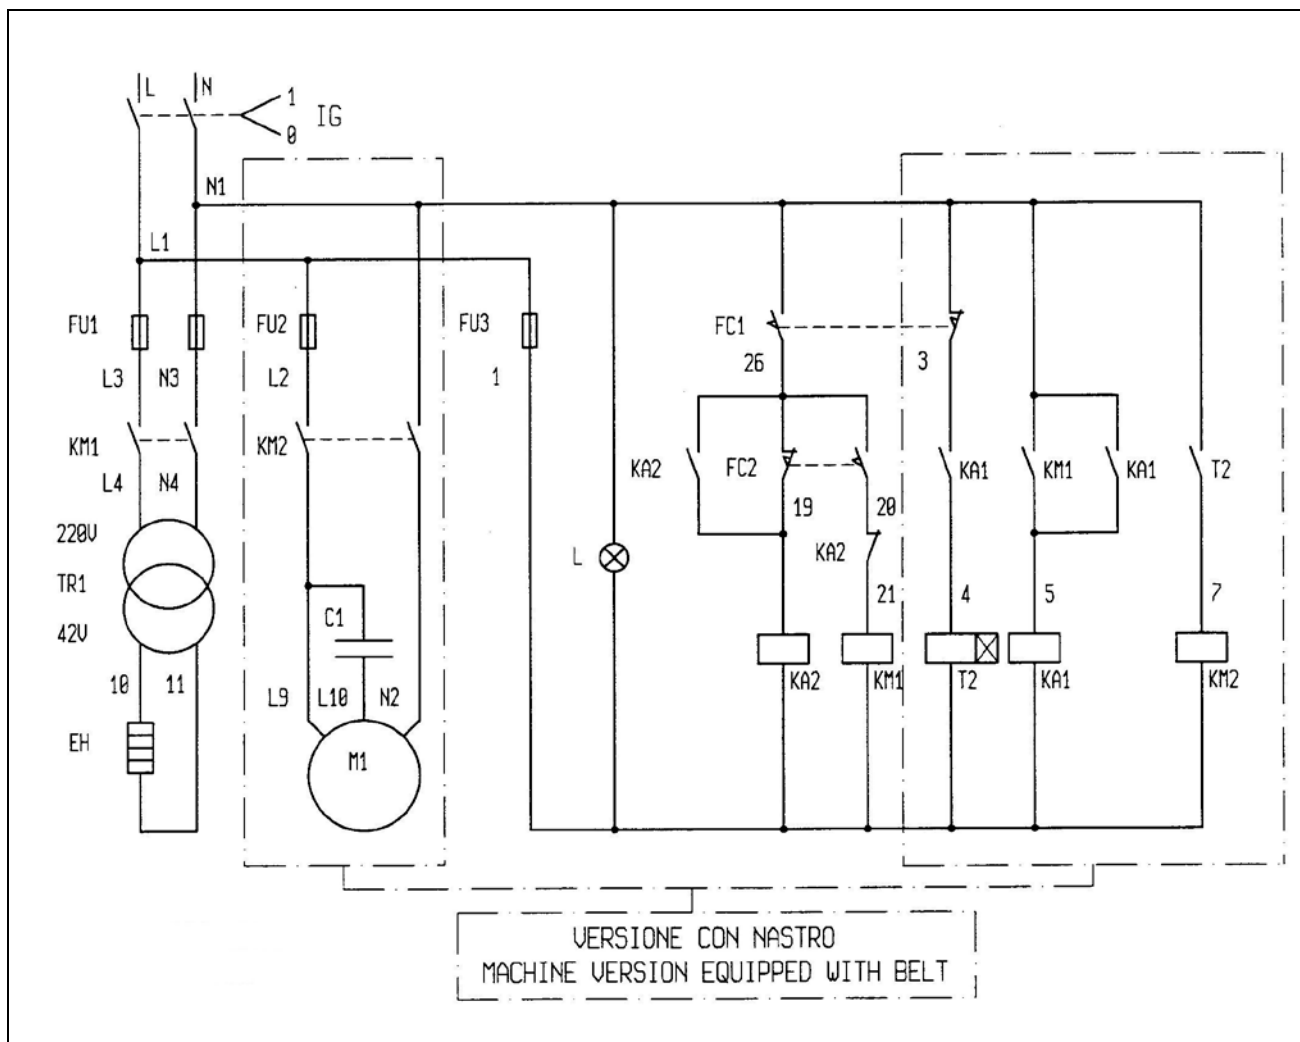 L N 1
0 IG
N1
L1
FU1 FU2 FU3
L3 N3 L2 1
FC1
26 3
KM1 KM2
L4 N4
KA2 FC2 KA1 KM1 KA1 T2
19 20
220V
TR1
42V
L
KA2
C1
21 4 5 7
10 11
L9 L10 N2
KA2 KM1 T2 KA1 KM2
EH
M1
VERSIONE CON NASTRO
MACHINE VERSION EQUIPPED WITH BELT